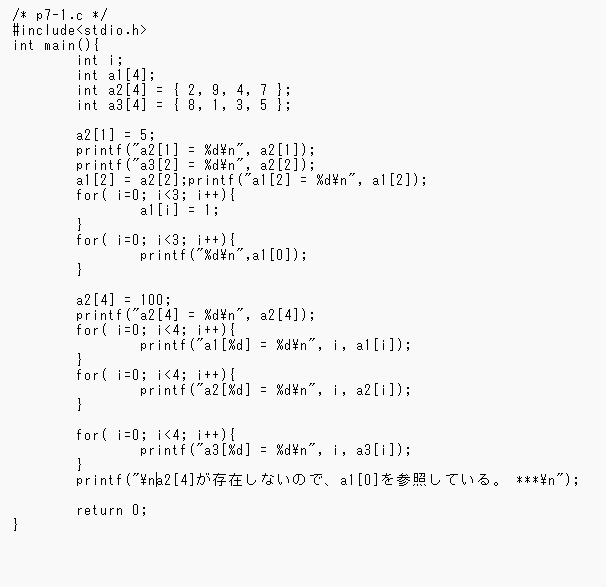 /* p7-1.c */
#include<stdio.h>
int main(){
        int i;
        int a1[4];
        int a2[4] = { 2, 9, 4, 7 };
        int a3[4] = { 8, 1, 3, 5 };

        a2[1] = 5;
        printf("a2[1] = %d¥n", a2[1]);
        printf("a3[2] = %d¥n", a2[2]);
        a1[2] = a2[2];printf("a1[2] = %d¥n", a1[2]);
        for( i=0; i<3; i++){
                a1[i] = 1;
        }
        for( i=0; i<3; i++){
                printf("%d¥n",a1[0]);
        }

        a2[4] = 100;
        printf("a2[4] = %d¥n", a2[4]);
        for( i=0; i<4; i++){
                printf("a1[%d] = %d¥n", i, a1[i]);
        }
        for( i=0; i<4; i++){
                printf("a2[%d] = %d¥n", i, a2[i]);
        }

        for( i=0; i<4; i++){
                printf("a3[%d] = %d¥n", i, a3[i]);
        }
        printf("¥na2[4]が存在しないので、a1[0]を参照している。 ***¥n");

        return 0;
}